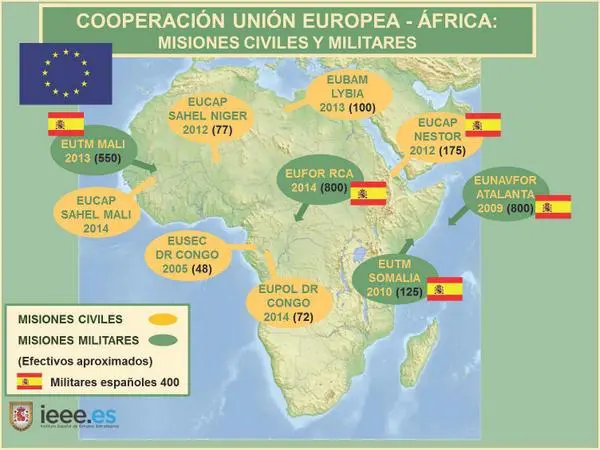 COOPERACIÓN UNIÓN EUROPEA - ÁFRICA:
MISIONES CIVILES Y MILITARES
EUBAM
LYBIA
2013 (100)
EUCAP
SAHEL NIGER
2012 (77)
EUCAP
NESTOR
2012 (175)
EUTM MALI
2013 (550)
EUFOR RCA
2014 (800)
EUNAVFOR
ATALANTA
2009 (800)
EUCAP
SAHEL MALI
2014
EUSEC
DR CONGO
2005 (48)
EUTM
SOMALIA
2010 (125)
EUPOL DR
CONGO
2014 (72)
MISIONES CIVILES
MISIONES MILITARES
(Efectivos aproximados)
Militares españoles 400
ieee.es
Instituto Español de Estudios Estratégicos